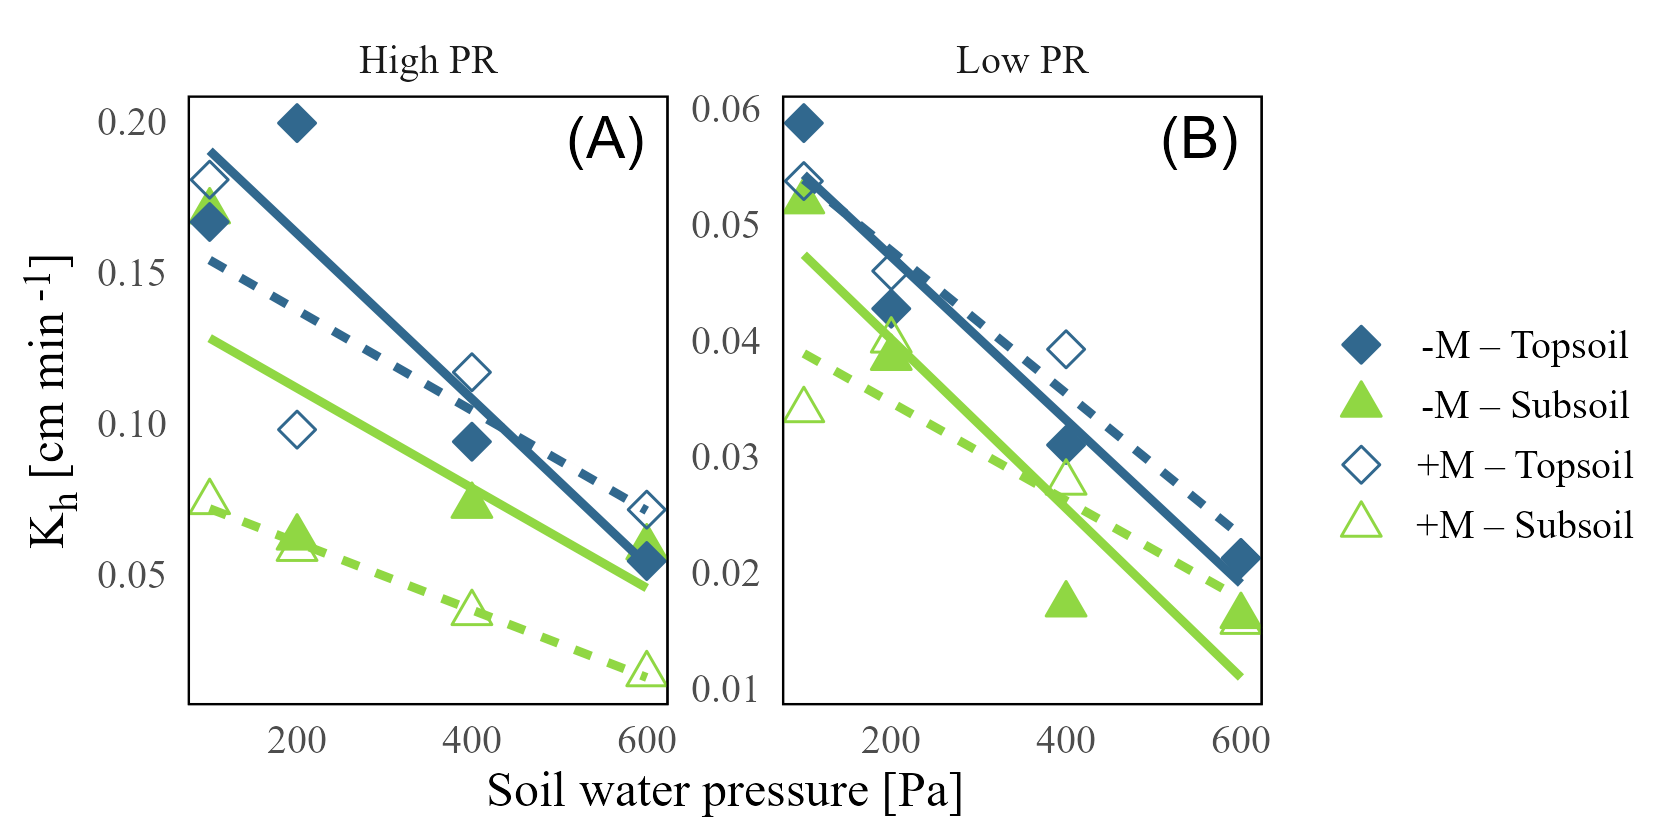 High PR
Low PR
(A)
(B)
0.20
0.15
0.10
0.05
0.06
0.05
0.04
0.03
0.02
0.01
K_h [cm min ^-1]
200
400
600
200
400
600
Soil water pressure [Pa]
-M – Topsoil
-M – Subsoil
+M – Topsoil
+M – Subsoil